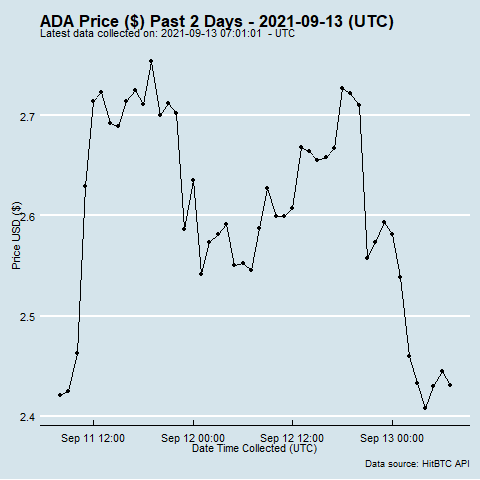 ADA Price ($) Past 2 Days - 2021-09-13 (UTC)
Latest data collected on: 2021-09-13 07:01:01  - UTC
2.7
2.6
Price USD ($)
2.5
2.4
Sep 11 12:00 Sep 12 00:00 Sep 12 12:00 Sep 13 00:00
Date Time Collected (UTC)
Data source: HitBTC API